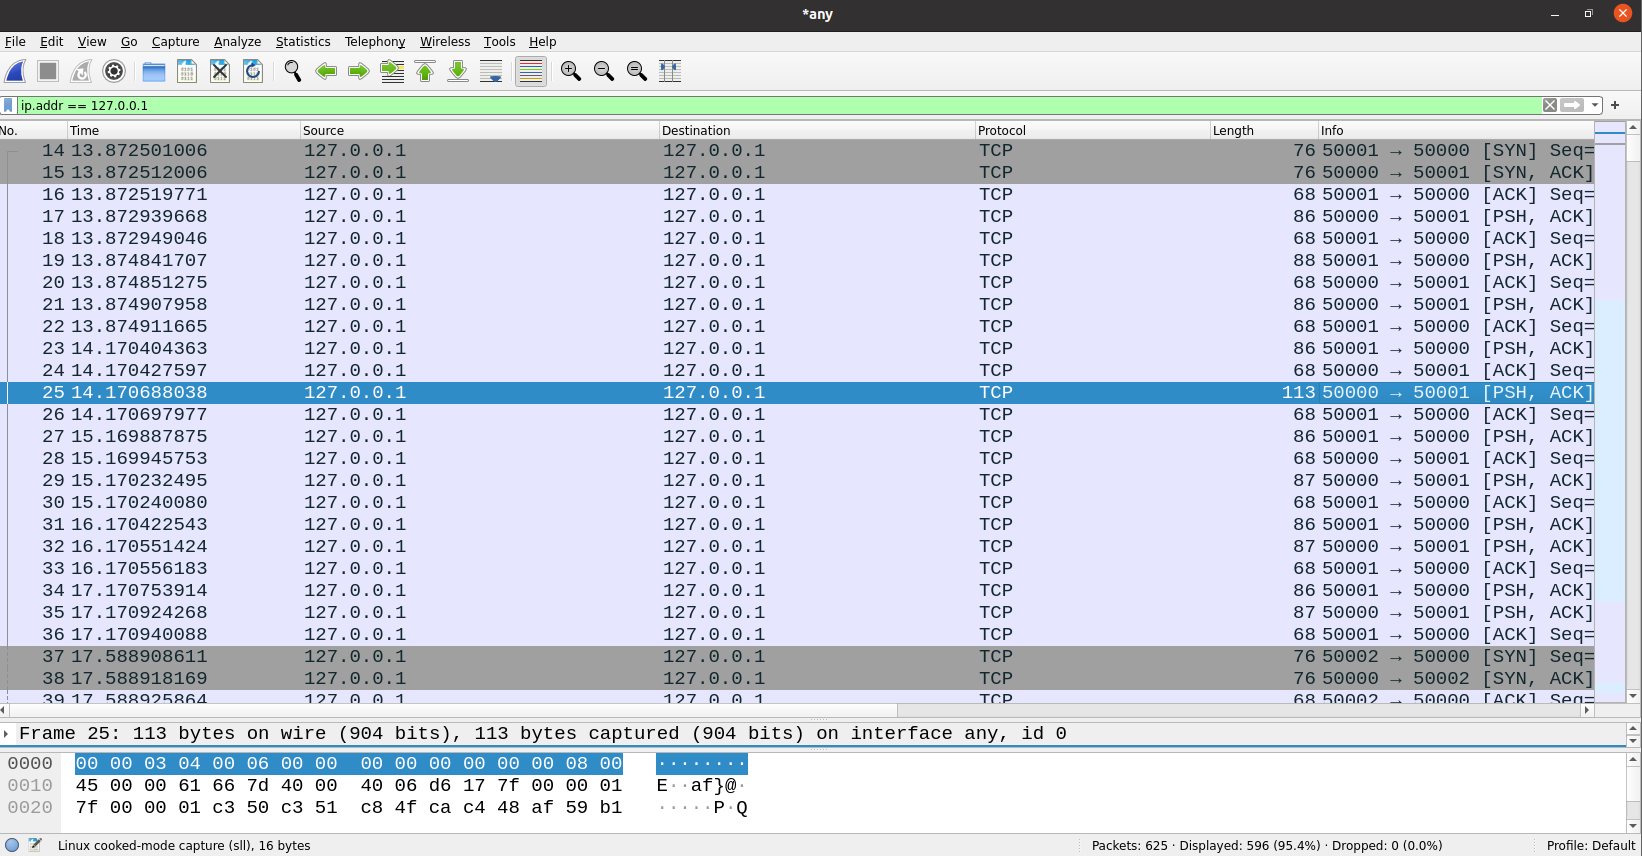 *any
File Edit View Go Capture Analyze Statistics Telephony Wireless Tools Help
ip.addr == 127.0.0.1
No. Time Source Destination Protocol Length Info
14 13.872501006 127.0.0.1 127.0.0.1 TCP 76 50001 → 50000 [SYN] Seq=
15 13.872512006 127.0.0.1 127.0.0.1 TCP 76 50000 → 50001 [SYN, ACK]
16 13.872519771 127.0.0.1 127.0.0.1 TCP 68 50001 → 50000 [ACK] Seq=
17 13.872939668 127.0.0.1 127.0.0.1 TCP 86 50000 → 50001 [PSH, ACK]
18 13.872949046 127.0.0.1 127.0.0.1 TCP 68 50001 → 50000 [ACK] Seq=
19 13.874841707 127.0.0.1 127.0.0.1 TCP 88 50001 → 50000 [PSH, ACK]
20 13.874851275 127.0.0.1 127.0.0.1 TCP 68 50000 → 50001 [ACK] Seq=
21 13.874907958 127.0.0.1 127.0.0.1 TCP 86 50000 → 50001 [PSH, ACK]
22 13.874911665 127.0.0.1 127.0.0.1 TCP 68 50001 → 50000 [ACK] Seq=
23 14.170404363 127.0.0.1 127.0.0.1 TCP 86 50001 → 50000 [PSH, ACK]
24 14.170427597 127.0.0.1 127.0.0.1 TCP 68 50000 → 50001 [ACK] Seq=
25 14.170688038 127.0.0.1 127.0.0.1 TCP 113 50000 → 50001 [PSH, ACK]
26 14.170697977 127.0.0.1 127.0.0.1 TCP 68 50001 → 50000 [ACK] Seq=
27 15.169887875 127.0.0.1 127.0.0.1 TCP 86 50001 → 50000 [PSH, ACK]
28 15.169945753 127.0.0.1 127.0.0.1 TCP 68 50000 → 50001 [ACK] Seq=
29 15.170232495 127.0.0.1 127.0.0.1 TCP 87 50000 → 50001 [PSH, ACK]
30 15.170240080 127.0.0.1 127.0.0.1 TCP 68 50001 → 50000 [ACK] Seq=
31 16.170422543 127.0.0.1 127.0.0.1 TCP 86 50001 → 50000 [PSH, ACK]
32 16.170551424 127.0.0.1 127.0.0.1 TCP 87 50000 → 50001 [PSH, ACK]
33 16.170556183 127.0.0.1 127.0.0.1 TCP 68 50001 → 50000 [ACK] Seq=
34 17.170753914 127.0.0.1 127.0.0.1 TCP 86 50001 → 50000 [PSH, ACK]
35 17.170924268 127.0.0.1 127.0.0.1 TCP 87 50000 → 50001 [PSH, ACK]
36 17.170940088 127.0.0.1 127.0.0.1 TCP 68 50001 → 50000 [ACK] Seq=
37 17.588908611 127.0.0.1 127.0.0.1 TCP 76 50002 → 50000 [SYN] Seq=
38 17.588918169 127.0.0.1 127.0.0.1 TCP 76 50000 → 50002 [SYN, ACK]
39 17.588925864 127.0.0.1 127.0.0.1 TCP 68 50002 → 50000 [ACK] Seq=
Frame 25: 113 bytes on wire (904 bits), 113 bytes captured (904 bits) on interface any, id 0
0000 00 00 03 04 00 06 00 00 00 00 00 00 00 00 08 00 ········
0010 45 00 00 61 66 7d 40 00 40 06 d6 17 7f 00 00 01 E··af}@·
0020 7f 00 00 01 c3 50 c3 51 c8 4f ca c4 48 af 59 b1 ·····P·Q
Linux cooked-mode capture (sll), 16 bytes Packets: 625 · Displayed: 596 (95.4%) · Dropped: 0 (0.0%) Profile: Default